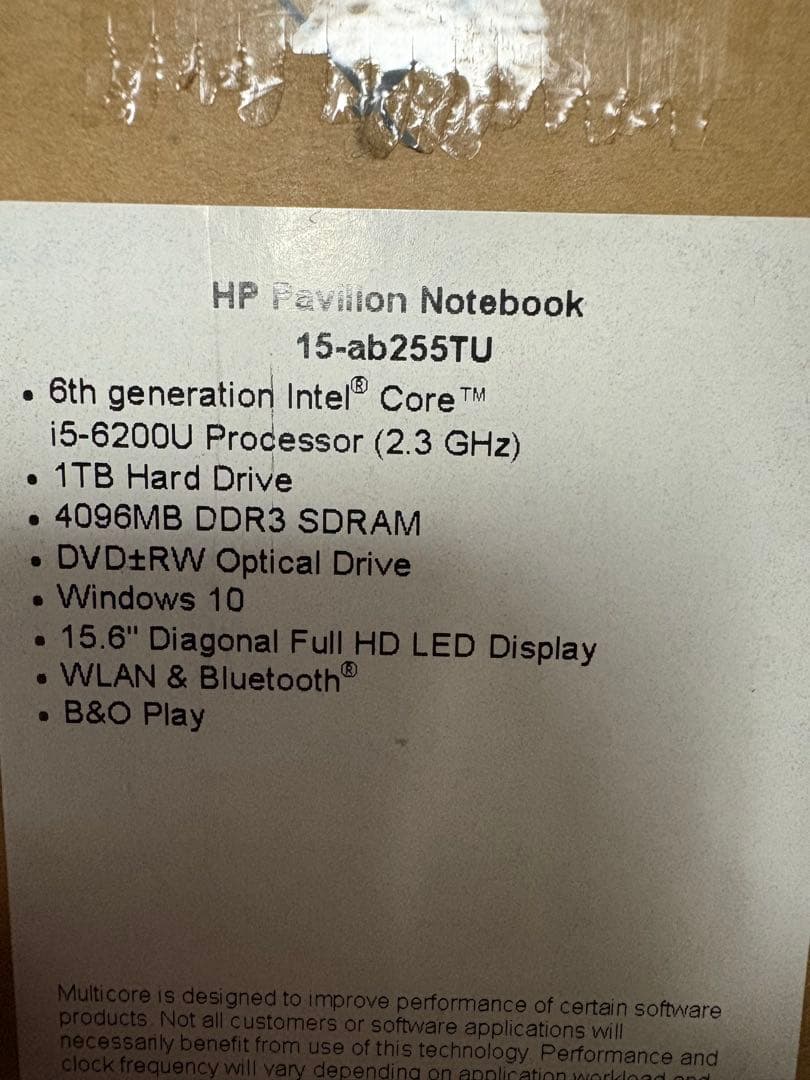 HP Pavilion Notebook
15-ab255TU
• 6th generation Intel® Core™
i5-6200U Processor (2.3 GHz)
• 1TB Hard Drive
• 4096MB DDR3 SDRAM
• DVD±RW Optical Drive
• Windows 10
• 15.6" Diagonal Full HD LED Display
• WLAN & Bluetooth®
• B&O Play
Multicore is designed to improve performance of certain software
products. Not all customers or software applications will
necessarily benefit from use of this technology. Performance and
clock frequency will vary depending on application workload and